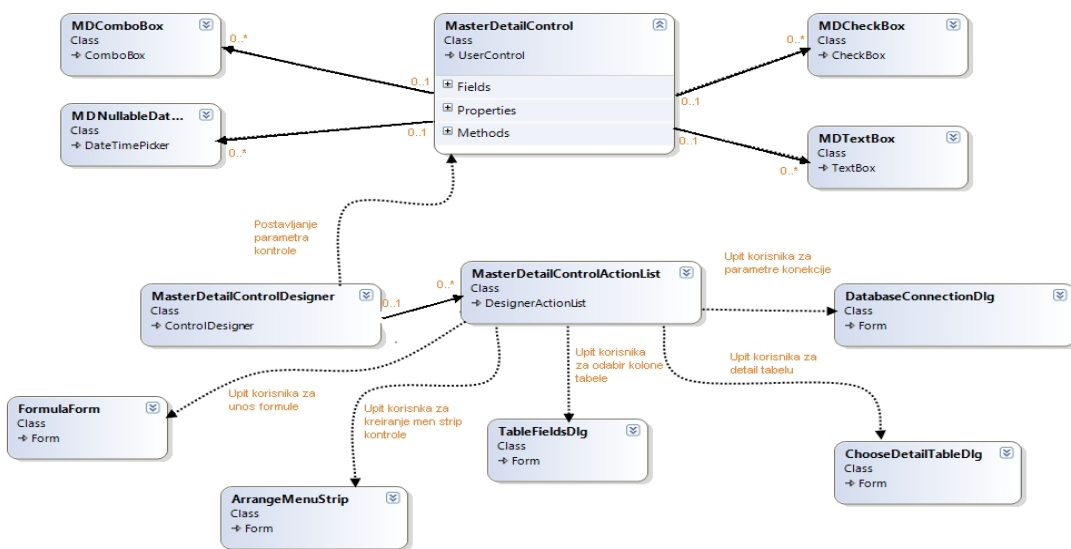 MDComboBox
Class
ComboBox
0..*
MasterDetailControl
Class
UserControl
Fields
Properties
Methods
MDCheckBox
Class
CheckBox
0..*
0..1
0..1
MDNullableDat...
Class
DateTimePicker
0..*
0..1
0..1
MDTextBox
Class
TextBox
0..*
Postavljanje
parametra
kontrole
MasterDetailControlDesigner
Class
ControlDesigner
0..1
0..*
MasterDetailControlActionList
Class
DesignerActionList
Upit korisnika za
parametre konekcije
DatabaseConnectionDlg
Class
Form
Upit korisnika za
unos formule
Upit korisnka za
kreiranje men strip
kontrole
Upit korisnika
za odabir kolone
tabele
Upit korisnika za
detail tabelu
FormulaForm
Class
Form
ArrangeMenuStrip
Class
Form
TableFieldsDlg
Class
Form
ChooseDetailTableDlg
Class
Form